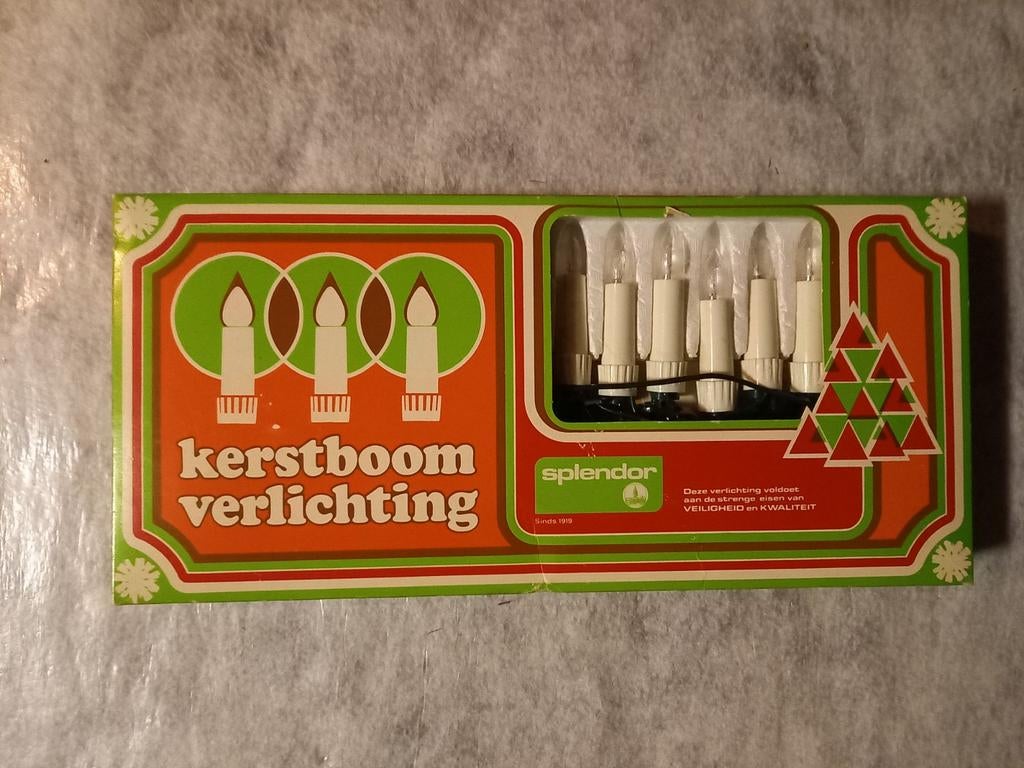 kerstboom
verlichting
splendor
Sinds 1919
Deze verlichting voldoet
aan de strenge eisen van
VEILIGHEID en KWALITEIT